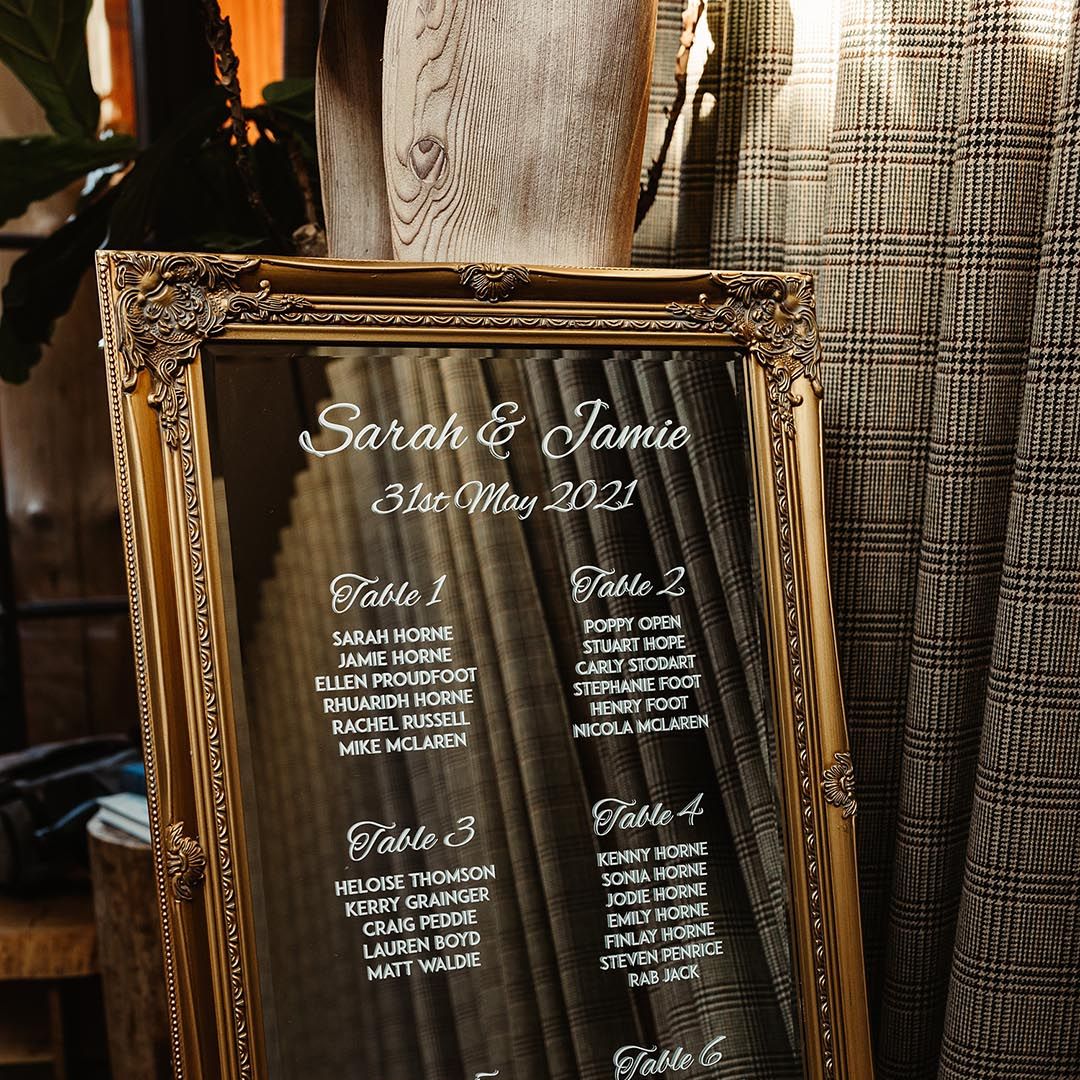 Sarah & Jamie
31st May 2021
Table 1
SARAH HORNE
JAMIE HORNE
ELLEN PROUDFOOT
RHUARIDH HORNE
RACHEL RUSSELL
MIKE MCLAREN
Table 2
POPPY OPEN
STUART HOPE
CARLY STODART
STEPHANIE FOOT
HENRY FOOT
NICOLA MCLAREN
Table 3
HELOISE THOMSON
KERRY GRAINGER
CRAIG PEDDIE
LAUREN BOYD
MATT WALDIE
Table 4
KENNY HORNE
SONIA HORNE
JODIE HORNE
EMILY HORNE
FINLAY HORNE
STEVEN PENRICE
RAB JACK
Table 6